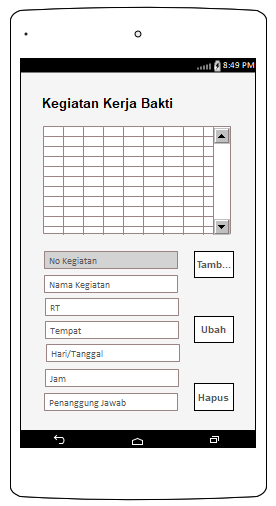 8:49 PM
Kegiatan Kerja Bakti
No Kegiatan
Tamb...
Nama Kegiatan
RT
Tempat
Ubah
Hari/Tanggal
Jam
Penanggung Jawab
Hapus